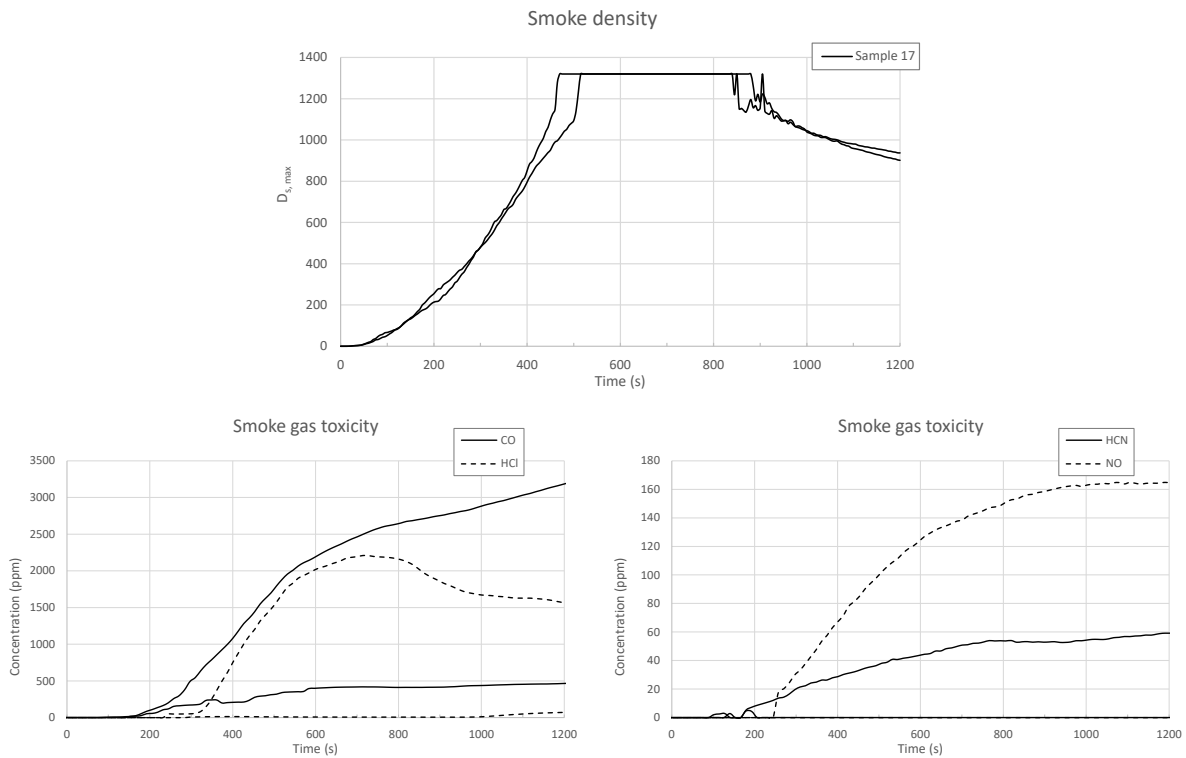 Smoke density
Sample 17
1400
1200
1000
800
600
400
200
0
D s, max
0 200 400 600 800 1000 1200
Time (s)
Smoke gas toxicity
CO
HCl
3500
3000
2500
2000
1500
1000
500
0
Concentration (ppm)
0 200 400 600 800 1000 1200
Time (s)
Smoke gas toxicity
HCN
NO
180
160
140
120
100
80
60
40
20
0
Concentration (ppm)
0 200 400 600 800 1000 1200
Time (s)